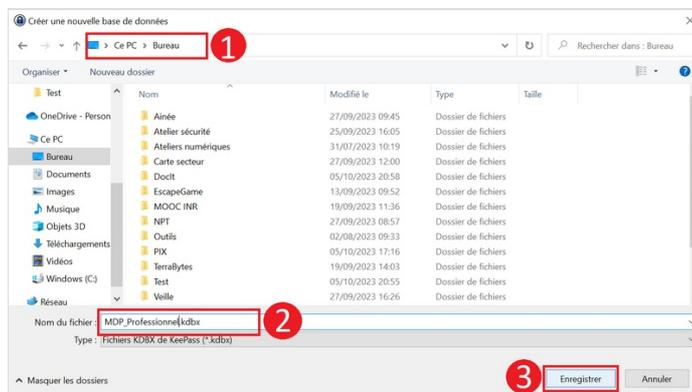 Créer une nouvelle base de données
Ce PC > Bureau
1
Rechercher dans : Bureau
Organiser
Nouveau dossier
?
Nom Modifié le Type Taille
Test
OneDrive - Person
Ce PC
Bureau
Documents
Images
Musique
Objets 3D
Téléchargements
Vidéos
Windows (C:)
Réseau
Ainée 27/09/2023 09:45 Dossier de fichiers
Atelier sécurité 25/09/2023 16:05 Dossier de fichiers
Ateliers numériques 31/07/2023 10:19 Dossier de fichiers
Carte secteur 27/09/2023 12:00 Dossier de fichiers
DocIt 05/10/2023 20:58 Dossier de fichiers
EscapeGame 13/09/2023 09:52 Dossier de fichiers
MOOC INR 19/09/2023 11:36 Dossier de fichiers
NPT 27/09/2023 08:57 Dossier de fichiers
Outils 02/08/2023 09:33 Dossier de fichiers
PIX 05/10/2023 17:16 Dossier de fichiers
TerraBytes 19/09/2023 14:03 Dossier de fichiers
Test 05/10/2023 20:55 Dossier de fichiers
Veille 27/09/2023 16:26 Dossier de fichiers
Nom du fichier : MDP_Professionnel.kdbx
2
Type : Fichiers KDBX de KeePass (*.kdbx)
Masquer les dossiers
3
Enregistrer
Annuler